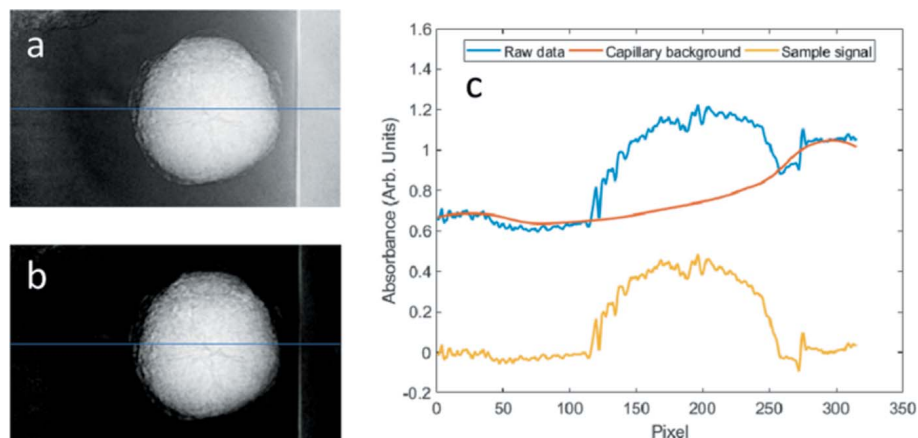 a
b
c
Raw data Capillary background Sample signal
Absorbance (Arb. Units)
1.6
1.4
1.2
1
0.8
0.6
0.4
0.2
0
-0.2
0 50 100 150 200 250 300 350
Pixel